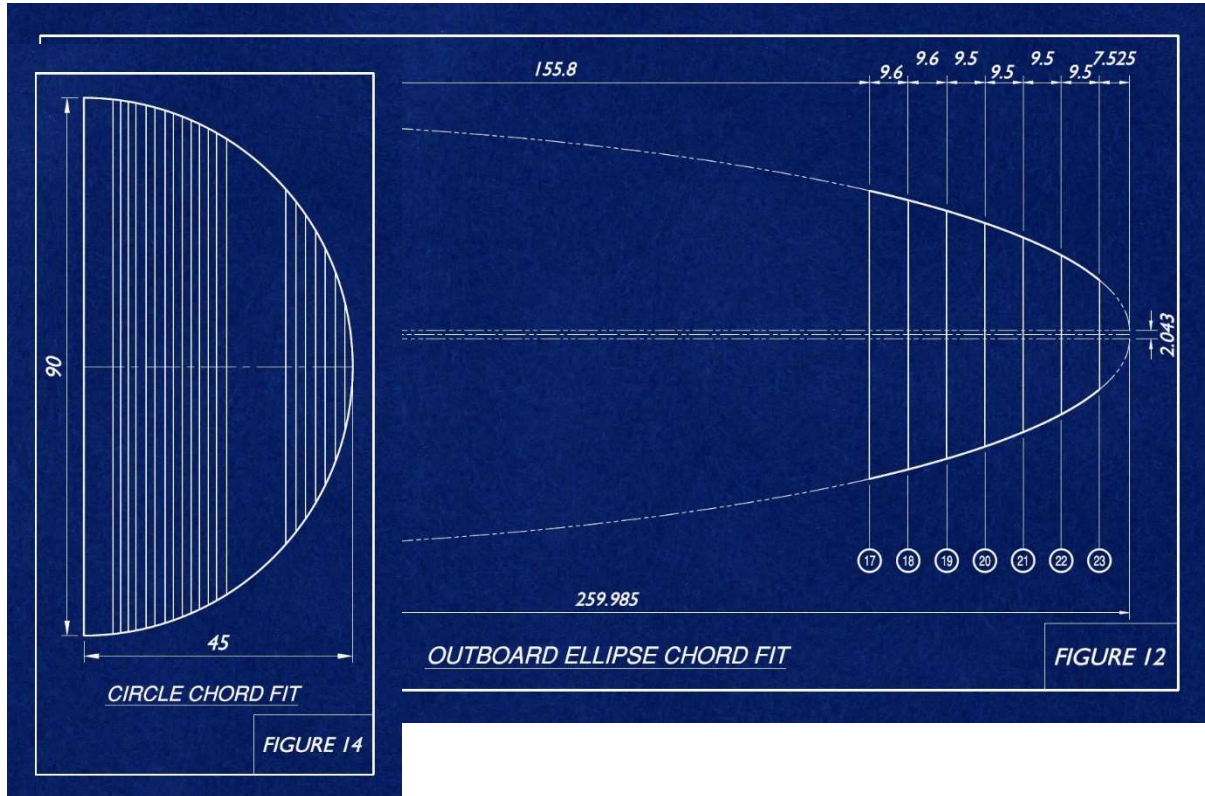 90
45
CIRCLE CHORD FIT
FIGURE 14
155.8
9.6
9.6
9.5
9.5
9.5
9.5
7.525
2.043
17 18 19 20 21 22 23
259.985
OUTBOARD ELLIPSE CHORD FIT
FIGURE 12